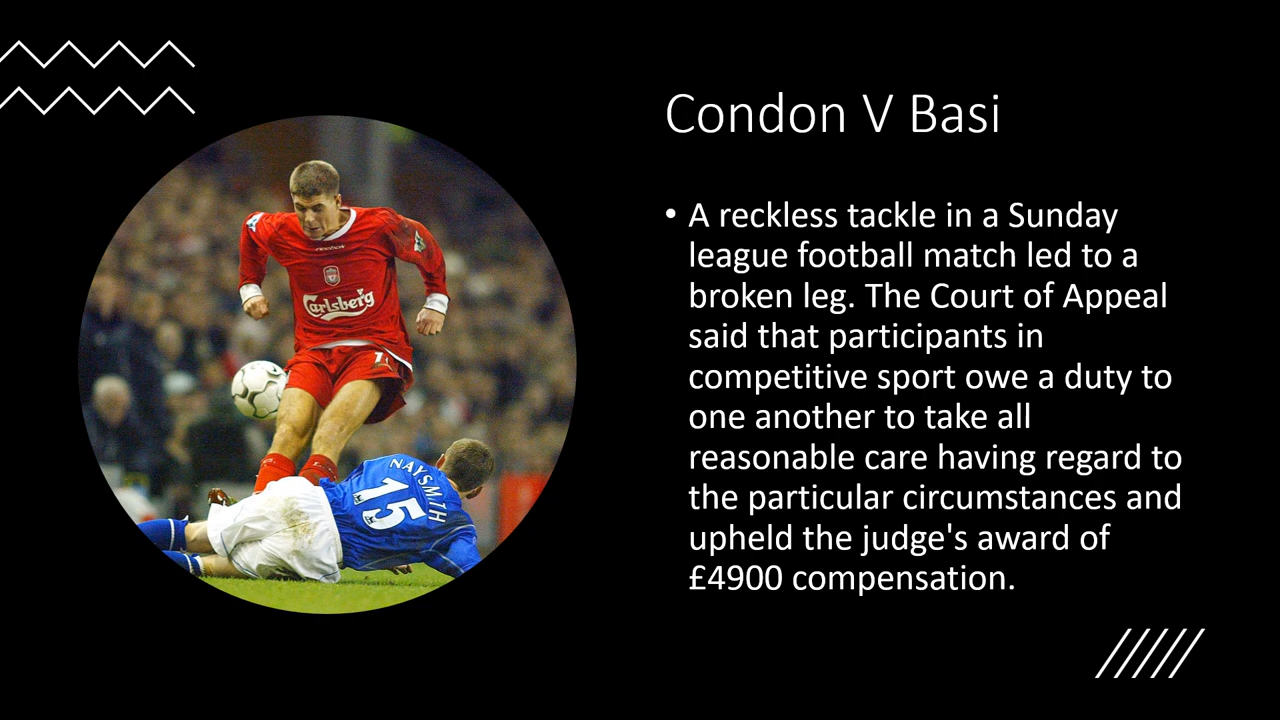 Condon V Basi
• A reckless tackle in a Sunday
league football match led to a
broken leg. The Court of Appeal
said that participants in
competitive sport owe a duty to
one another to take all
reasonable care having regard to
the particular circumstances and
upheld the judge's award of
£4900 compensation.
Reebok
Carlsberg
1
NAYSMITH
15